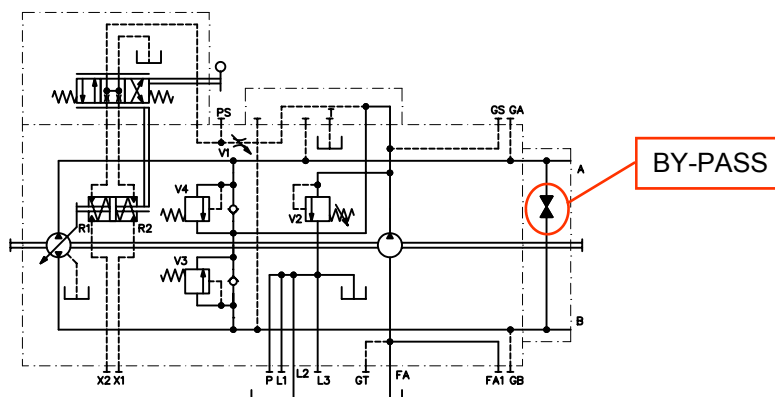 PS
T
GS GA
V1
A
BY-PASS
V4
V2
R1
R2
V3
B
X2 X1
P L1 L2 L3
GT
FA
FA1 GB